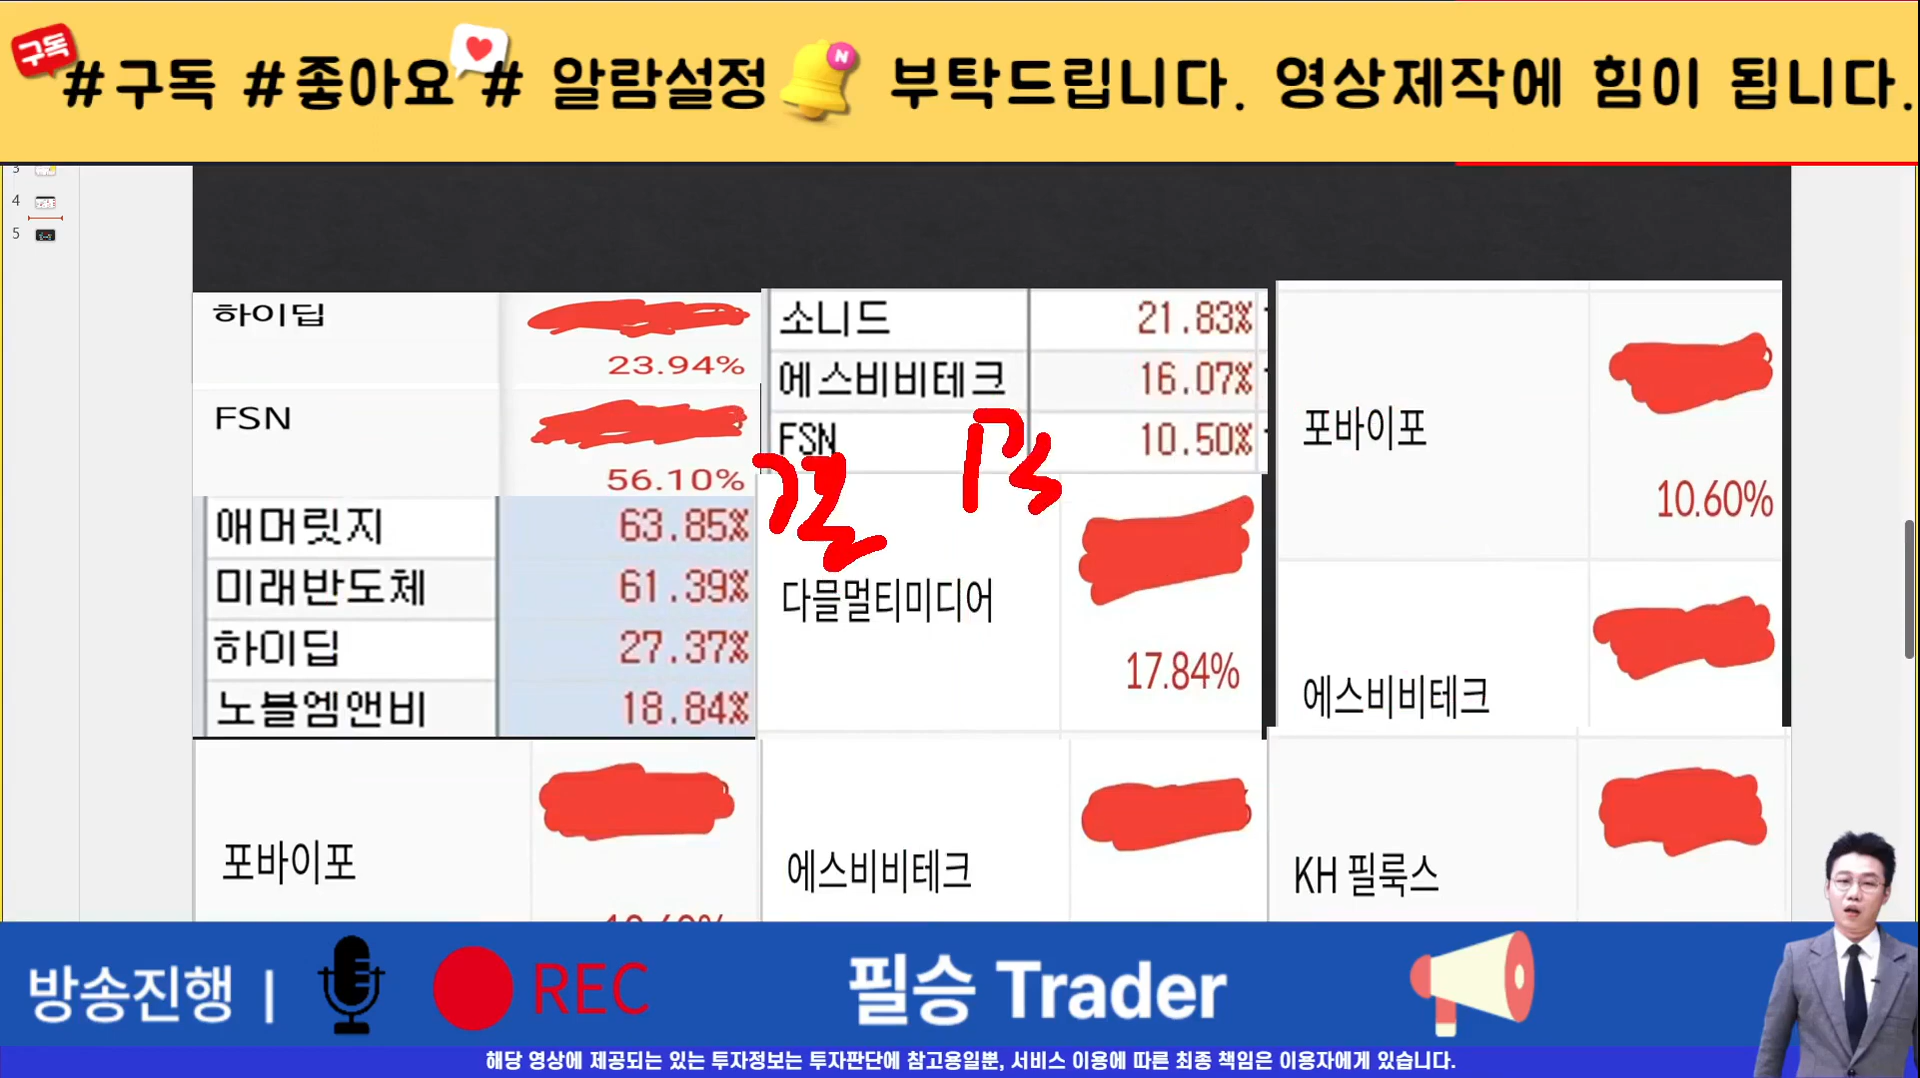 구독
#구독 #좋아요 # 알람설정 N 부탁드립니다. 영상제작에 힘이 됩니다.
3
4
5
하이딥
23.94%
FSN
56.10%
애머릿지 63.85%
미래반도체 61.39%
하이딥 27.37%
노블엠앤비 18.84%
소니드 21.83%
에스비비테크 16.07%
FSN 10.50%
다믈멀티미디어
17.84%
포바이포
10.60%
에스비비테크
포바이포
에스비비테크
KH 필룩스
방송진행 | REC 필승 Trader
해당 영상에 제공되는 있는 투자정보는 투자판단에 참고용일뿐, 서비스 이용에 따른 최종 책임은 이용자에게 있습니다.